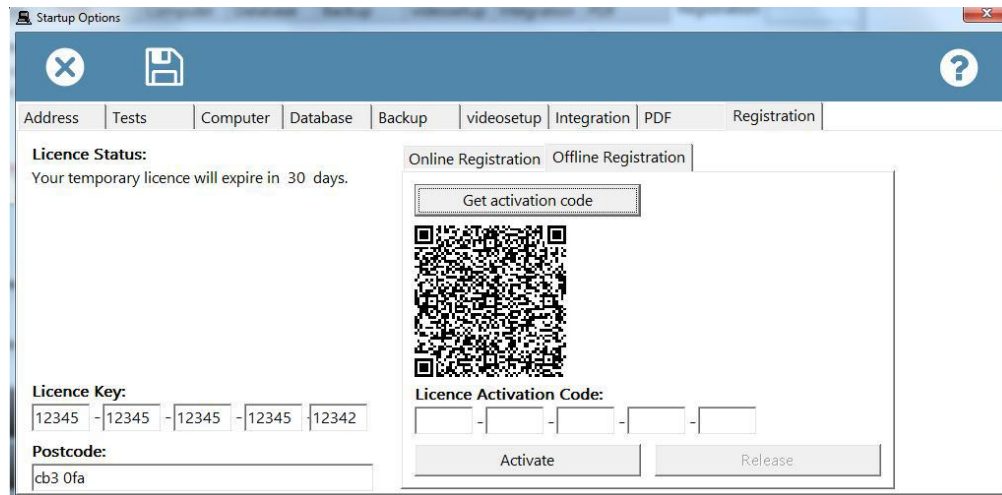 Startup Options
Address Tests Computer Database Backup videosetup Integration PDF Registration
Licence Status:
Your temporary licence will expire in 30 days.
Online Registration Offline Registration
Get activation code
Licence Key:
12345 - 12345 - 12345 - 12345 - 12342
Licence Activation Code:
- - - -
Postcode:
cb3 0fa
Activate Release